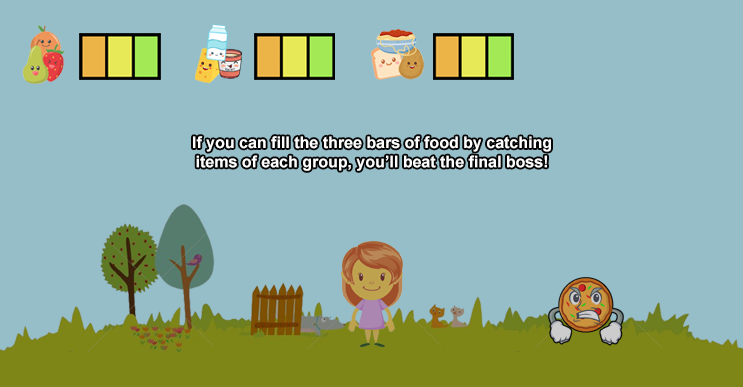 If you can fill the three bars of food by catching
items of each group, you'll beat the final boss!